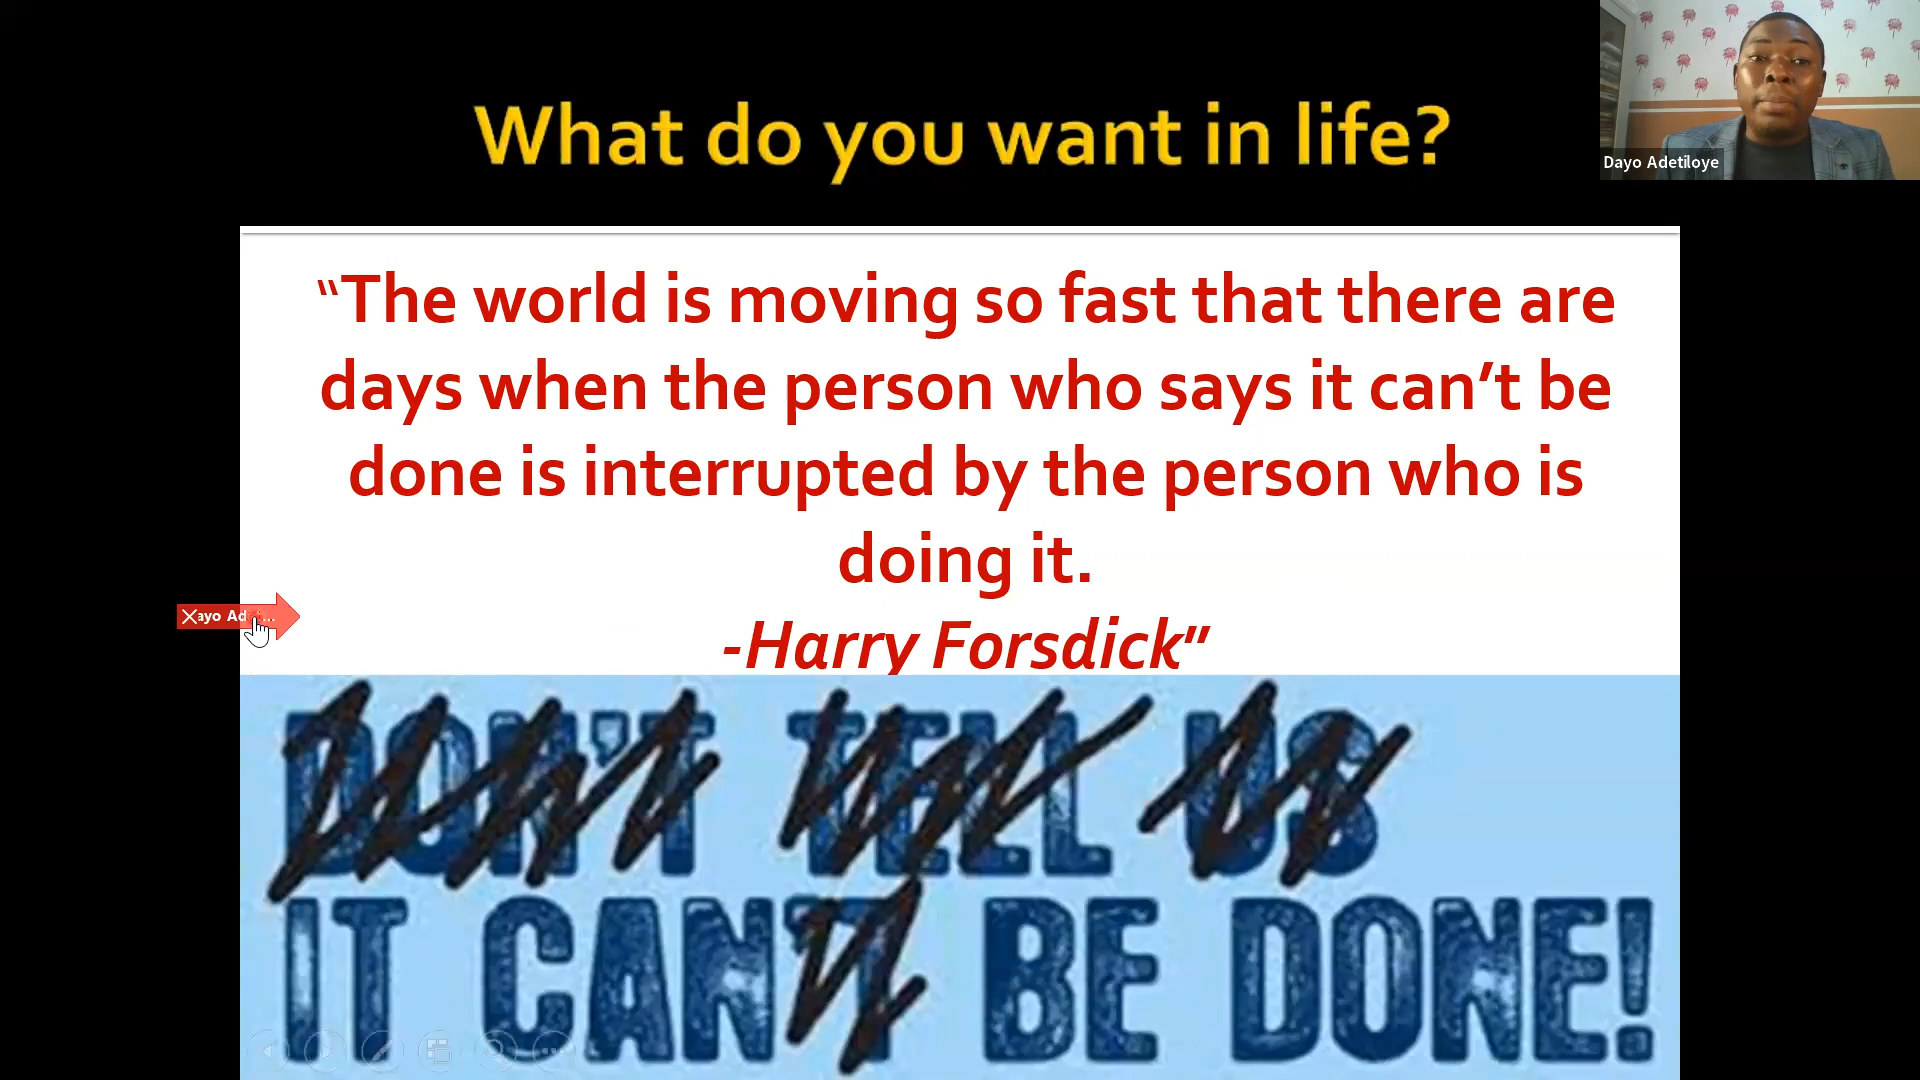 What do you want in life?
Dayo Adetiloye
“The world is moving so fast that there are
days when the person who says it can’t be
done is interrupted by the person who is
doing it.
-Harry Forsdick”
ayo Ad
DON'T TELL US
IT CAN'T BE DONE!